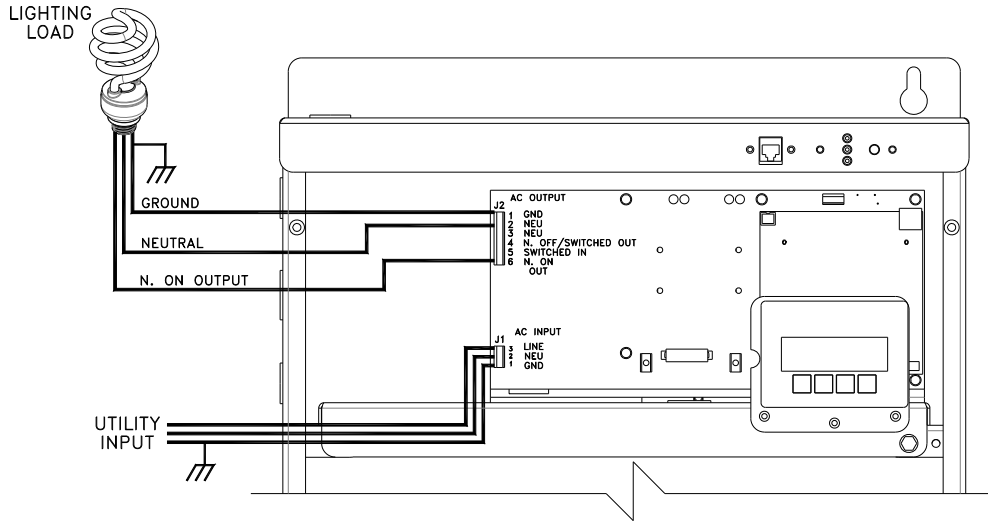 LIGHTING
LOAD
GROUND
NEUTRAL
N. ON OUTPUT
AC OUTPUT
J2
1 GND
2 NEU
3 NEU
4 N. OFF/SWITCHED OUT
5 SWITCHED IN
6 N. ON
OUT
AC INPUT
J1
3 LINE
2 NEU
1 GND
UTILITY
INPUT